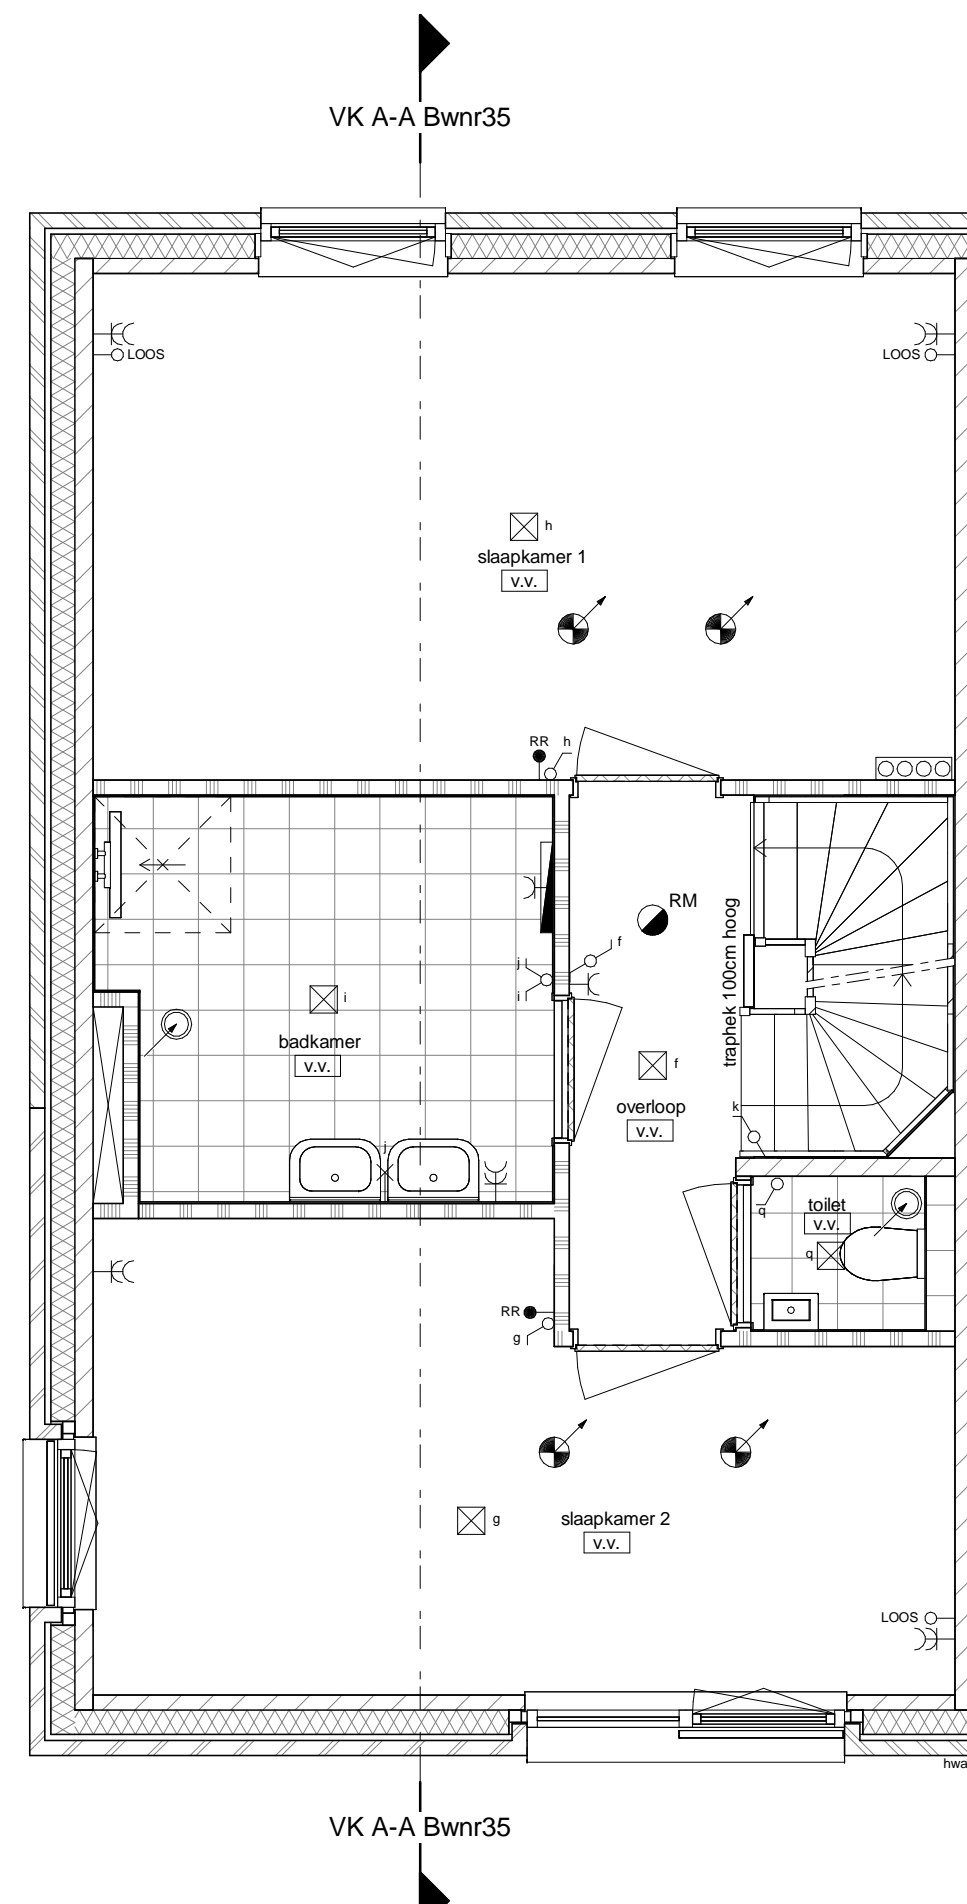 VK A-A Bwnr35
LOOS
LOOS
h
slaapkamer 1
v.v.
RR h
RM
f
j
i
i
badkamer
v.v.
traphek 100cm hoog
f
overloop
v.v.
k
j
q
toilet
v.v.
q
RR
g
g
slaapkamer 2
v.v.
LOOS
hwa
VK A-A Bwnr35